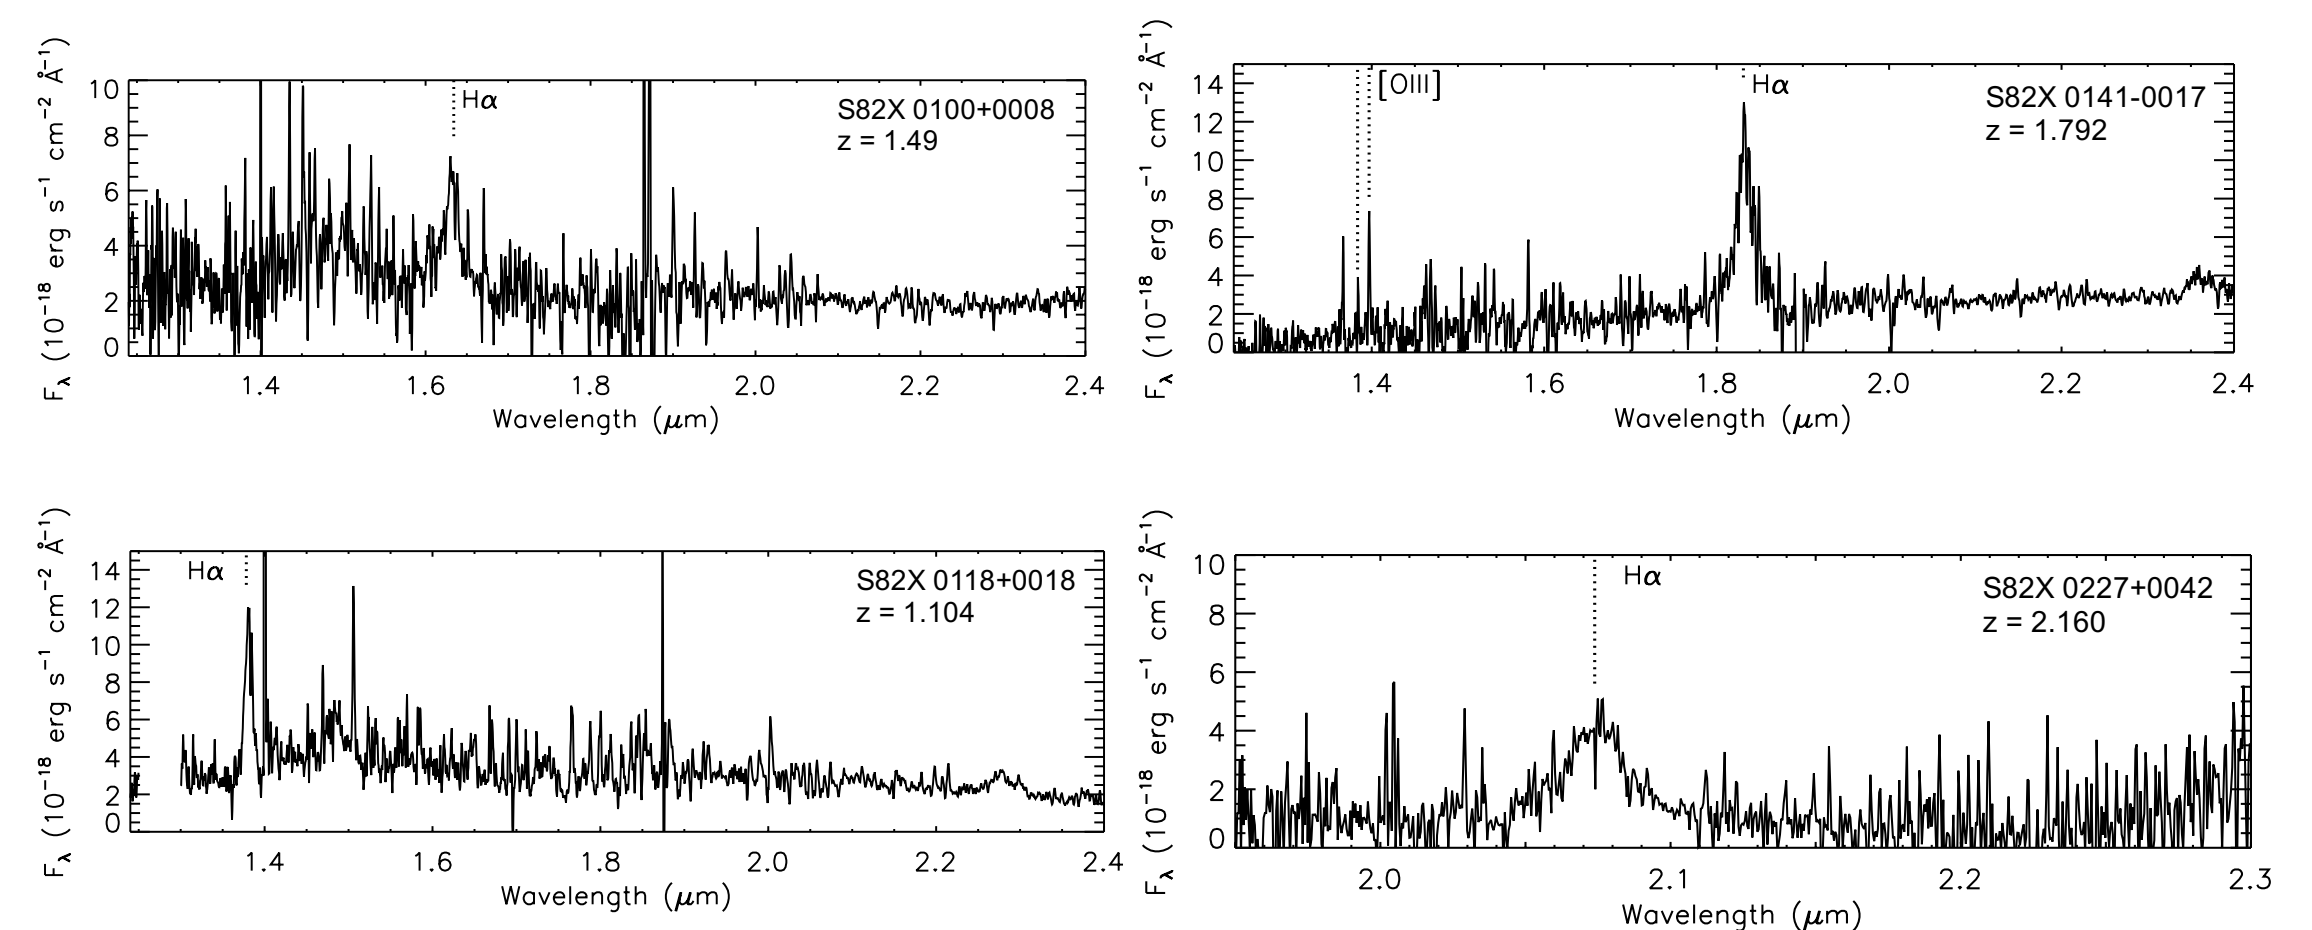 F_λ (10⁻¹⁸ erg s⁻¹ cm⁻² Å⁻¹)
10
8
6
4
2
0
Hα
S82X 0100+0008
z = 1.49
1.4 1.6 1.8 2.0 2.2 2.4
Wavelength (μm)
F_λ (10⁻¹⁸ erg s⁻¹ cm⁻² Å⁻¹)
14
12
10
8
6
4
2
0
[OIII]
Hα
S82X 0141-0017
z = 1.792
1.4 1.6 1.8 2.0 2.2 2.4
Wavelength (μm)
F_λ (10⁻¹⁸ erg s⁻¹ cm⁻² Å⁻¹)
14
12
10
8
6
4
2
0
Hα
S82X 0118+0018
z = 1.104
1.4 1.6 1.8 2.0 2.2 2.4
Wavelength (μm)
F_λ (10⁻¹⁸ erg s⁻¹ cm⁻² Å⁻¹)
10
8
6
4
2
0
Hα
S82X 0227+0042
z = 2.160
2.0 2.1 2.2 2.3
Wavelength (μm)